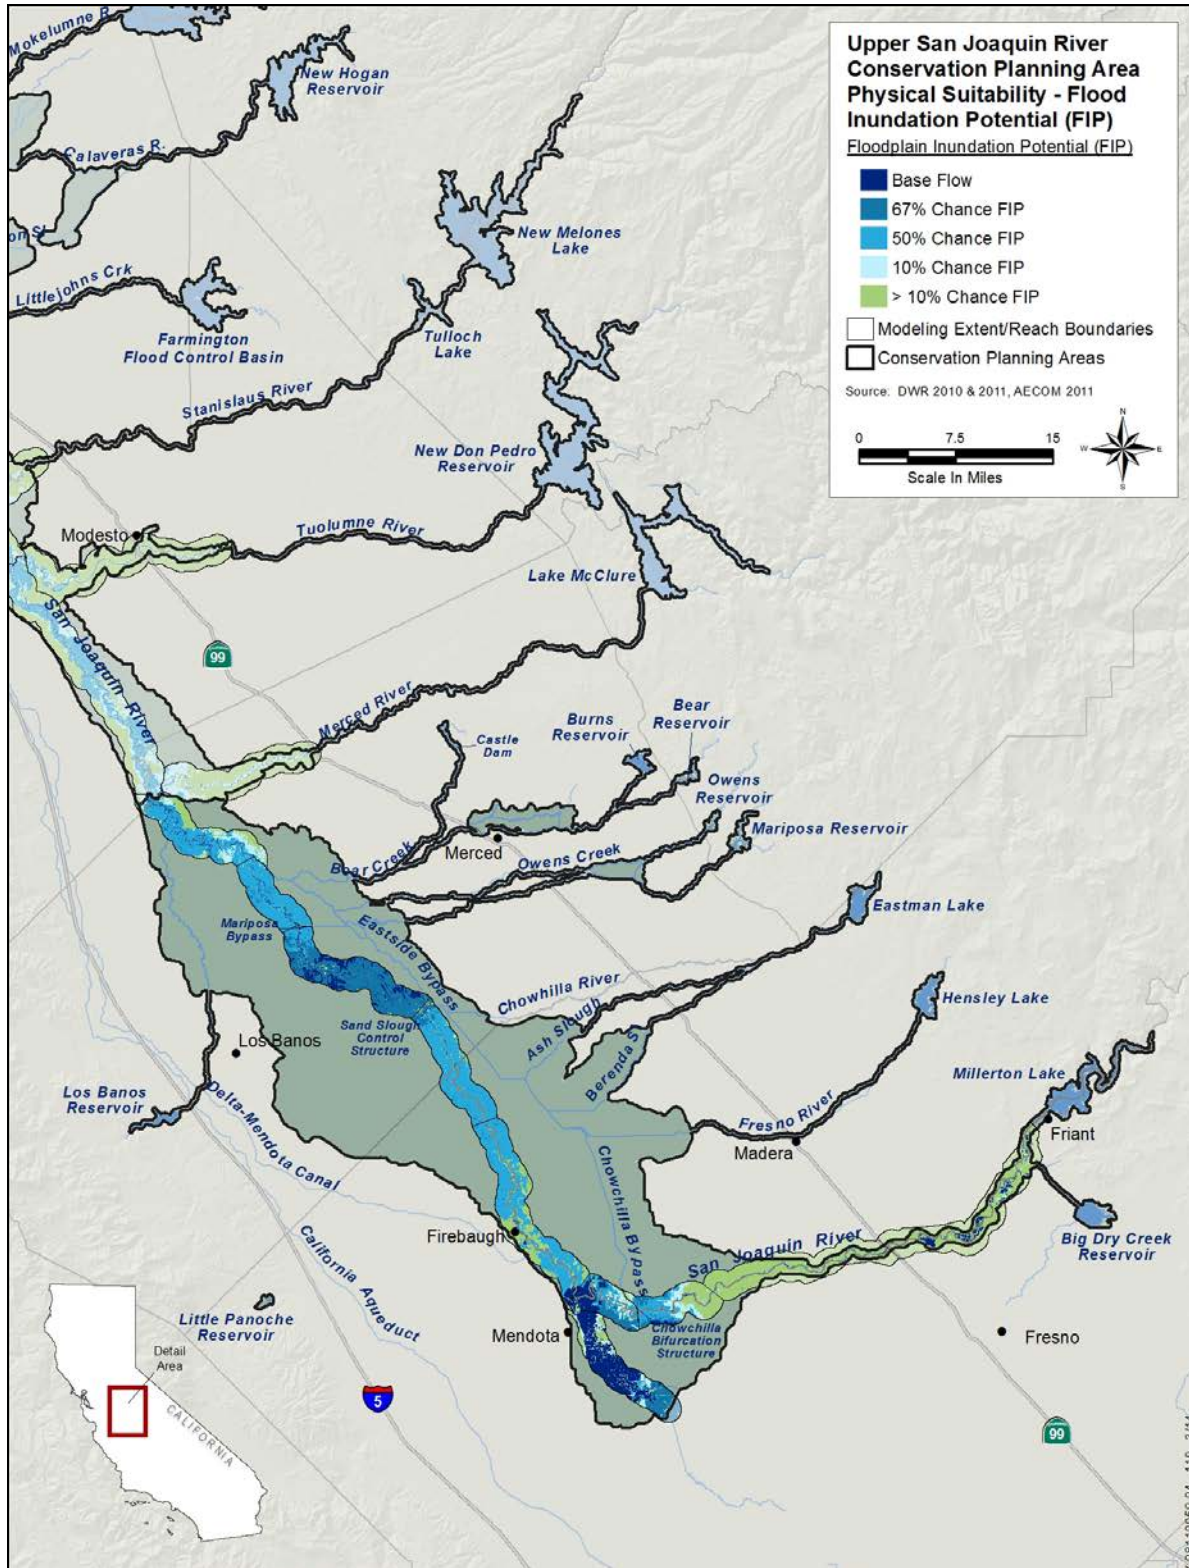 Upper San Joaquin River
Conservation Planning Area
Physical Suitability - Flood
Inundation Potential (FIP)
Floodplain Inundation Potential (FIP)
Base Flow
67% Chance FIP
50% Chance FIP
10% Chance FIP
> 10% Chance FIP
Modeling Extent/Reach Boundaries
Conservation Planning Areas
Source: DWR 2010 & 2011, AECOM 2011
N
W
E
S
0
7.5
15
Scale In Miles
Mokelumne R.
New Hogan
Reservoir
Calaveras R.
New Melones
Lake
Littlejohns Crk
Farmington
Flood Control Basin
Tulloch
Lake
Stanislaus River
New Don Pedro
Reservoir
Modesto
Tuolumne River
Lake McClure
San Joaquin River
99
Merced River
Castle
Dam
Burns
Reservoir
Bear
Reservoir
Owens
Reservoir
Mariposa Reservoir
Merced
Bear Creek
Owens Creek
Eastman Lake
Mariposa
Bypass
Eastside Bypass
Chowhilla River
Hensley Lake
Ash Slough
Sand Slough
Control
Structure
Los Banos
Berenda S.
Millerton Lake
Los Banos
Reservoir
Delta-Mendota Canal
Fresno River
Madera
Friant
Chowchilla Bypass
Firebaugh
San Joaquin River
Big Dry Creek
Reservoir
California Aqueduct
Little Panoche
Reservoir
Mendota
Chowchilla
Bifurcation
Structure
Fresno
Detail
Area
5
CALIFORNIA
99